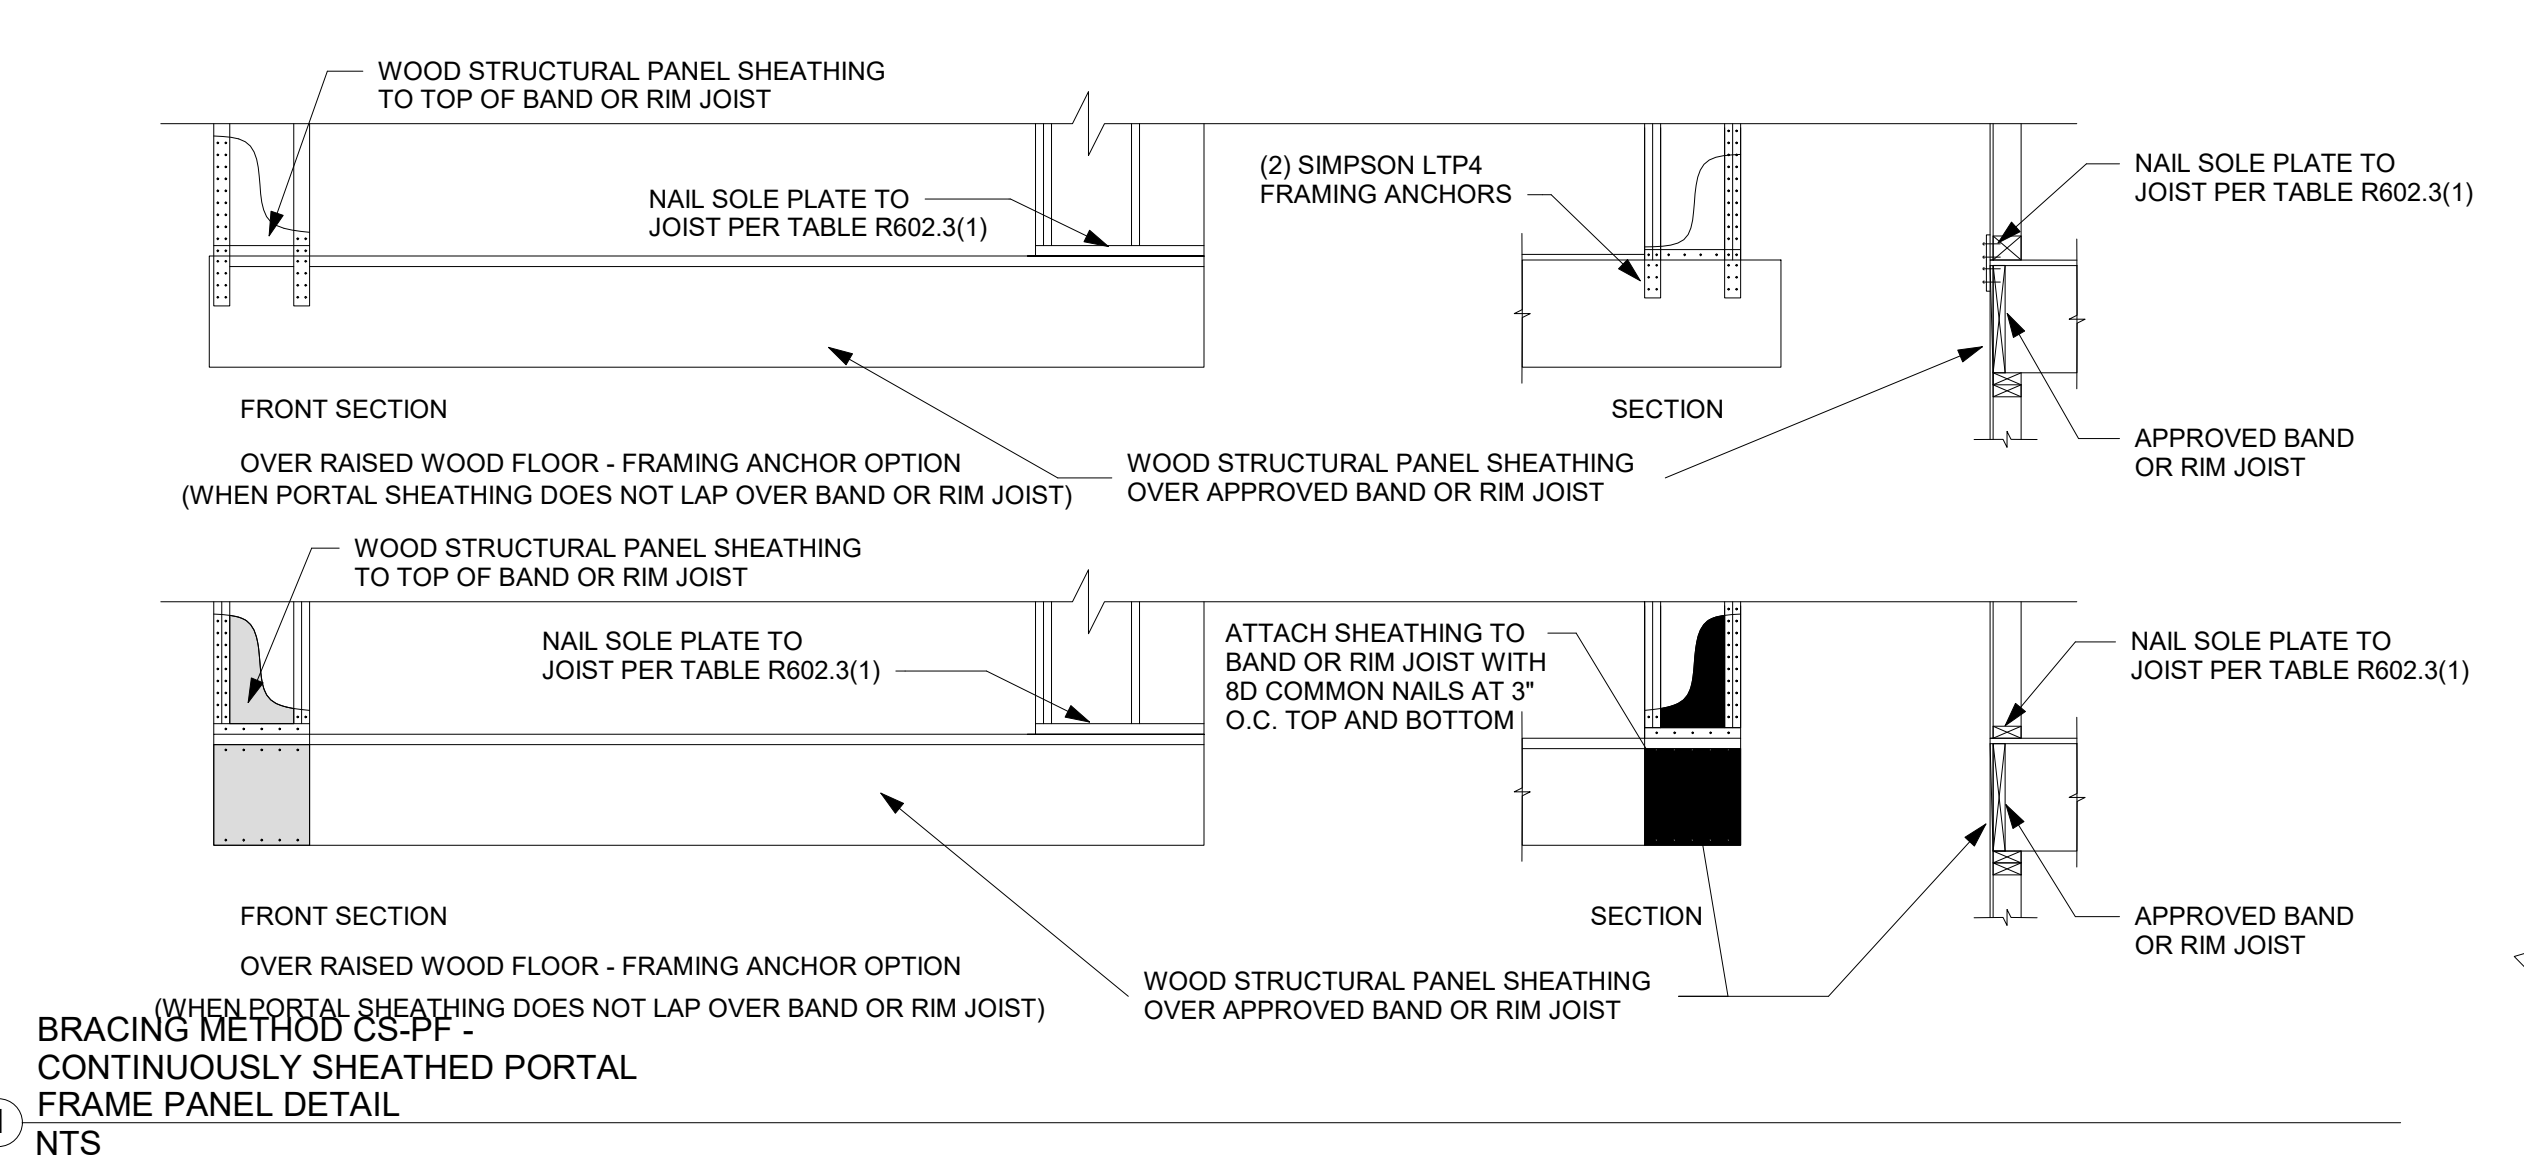 WOOD STRUCTURAL PANEL SHEATHING
TO TOP OF BAND OR RIM JOIST
NAIL SOLE PLATE TO
JOIST PER TABLE R602.3(1)
(2) SIMPSON LTP4
FRAMING ANCHORS
NAIL SOLE PLATE TO
JOIST PER TABLE R602.3(1)
FRONT SECTION
SECTION
OVER RAISED WOOD FLOOR - FRAMING ANCHOR OPTION
(WHEN PORTAL SHEATHING DOES NOT LAP OVER BAND OR RIM JOIST)
WOOD STRUCTURAL PANEL SHEATHING
OVER APPROVED BAND OR RIM JOIST
APPROVED BAND
OR RIM JOIST
WOOD STRUCTURAL PANEL SHEATHING
TO TOP OF BAND OR RIM JOIST
NAIL SOLE PLATE TO
JOIST PER TABLE R602.3(1)
ATTACH SHEATHING TO
BAND OR RIM JOIST WITH
8D COMMON NAILS AT 3"
O.C. TOP AND BOTTOM
NAIL SOLE PLATE TO
JOIST PER TABLE R602.3(1)
FRONT SECTION
SECTION
APPROVED BAND
OR RIM JOIST
OVER RAISED WOOD FLOOR - FRAMING ANCHOR OPTION
(WHEN PORTAL SHEATHING DOES NOT LAP OVER BAND OR RIM JOIST)
WOOD STRUCTURAL PANEL SHEATHING
OVER APPROVED BAND OR RIM JOIST
BRACING METHOD CS-PF -
CONTINUOUSLY SHEATHED PORTAL
FRAME PANEL DETAIL
NTS